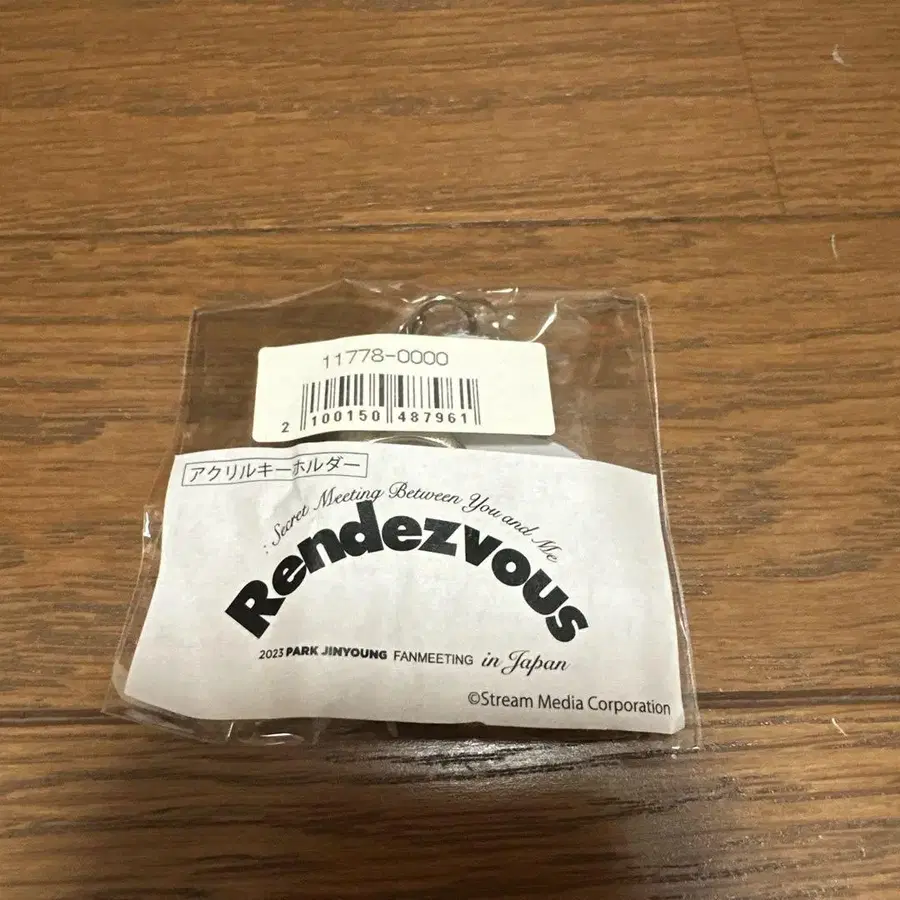 11778-0000
2 100150 487961
アクリルキーホルダー
: Secret Meeting Between You and Me
Rendezvous
2023 PARK JINYOUNG FANMEETING in Japan
©Stream Media Corporation